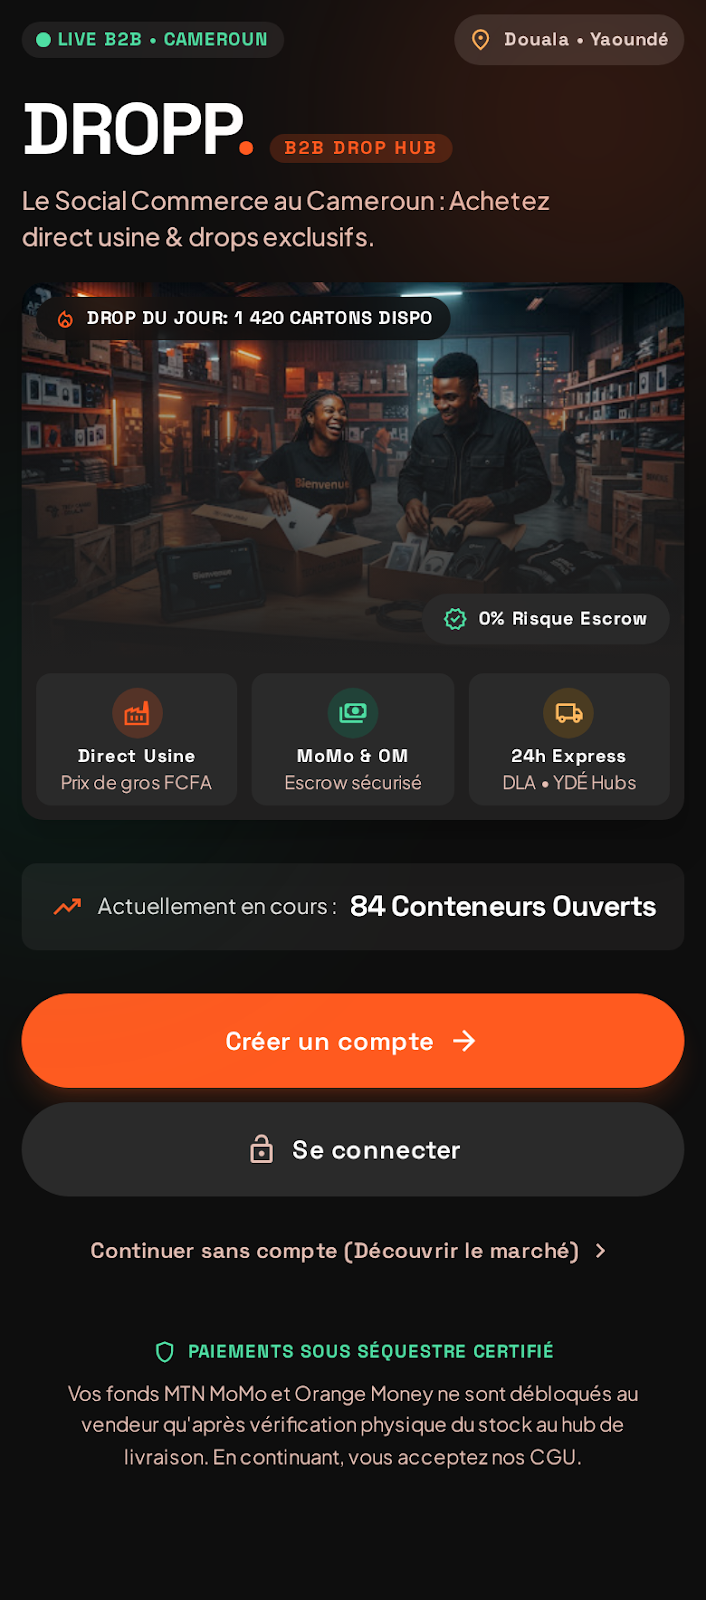 LIVE B2B • CAMEROUN
Douala • Yaoundé
DROPP.
B2B DROP HUB
Le Social Commerce au Cameroun : Achetez
direct usine & drops exclusifs.
DROP DU JOUR: 1 420 CARTONS DISPO
Bienvenue
Bienvenue
0% Risque Escrow
Direct Usine
Prix de gros FCFA
MoMo & OM
Escrow sécurisé
24h Express
DLA • YDÉ Hubs
Actuellement en cours : 84 Conteneurs Ouverts
Créer un compte
Se connecter
Continuer sans compte (Découvrir le marché)
PAIEMENTS SOUS SÉQUESTRE CERTIFIÉ
Vos fonds MTN MoMo et Orange Money ne sont débloqués au
vendeur qu'après vérification physique du stock au hub de
livraison. En continuant, vous acceptez nos CGU.